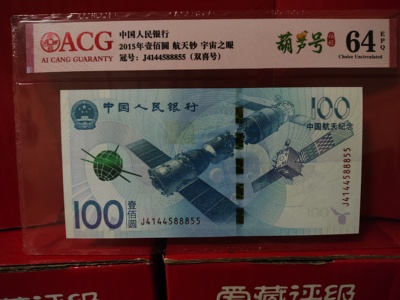 ACG
AI CANG GUARANTY
中国人民银行
2015年壹佰圆 航天钞 宇宙之眼
冠号：J4144588855（双喜号）
葫芦号
64
EPQ
Choice Uncirculated
中国人民银行
100
中国航天纪念
J4144588855
100
壹佰圆
J4144588855
100
爱藏评级